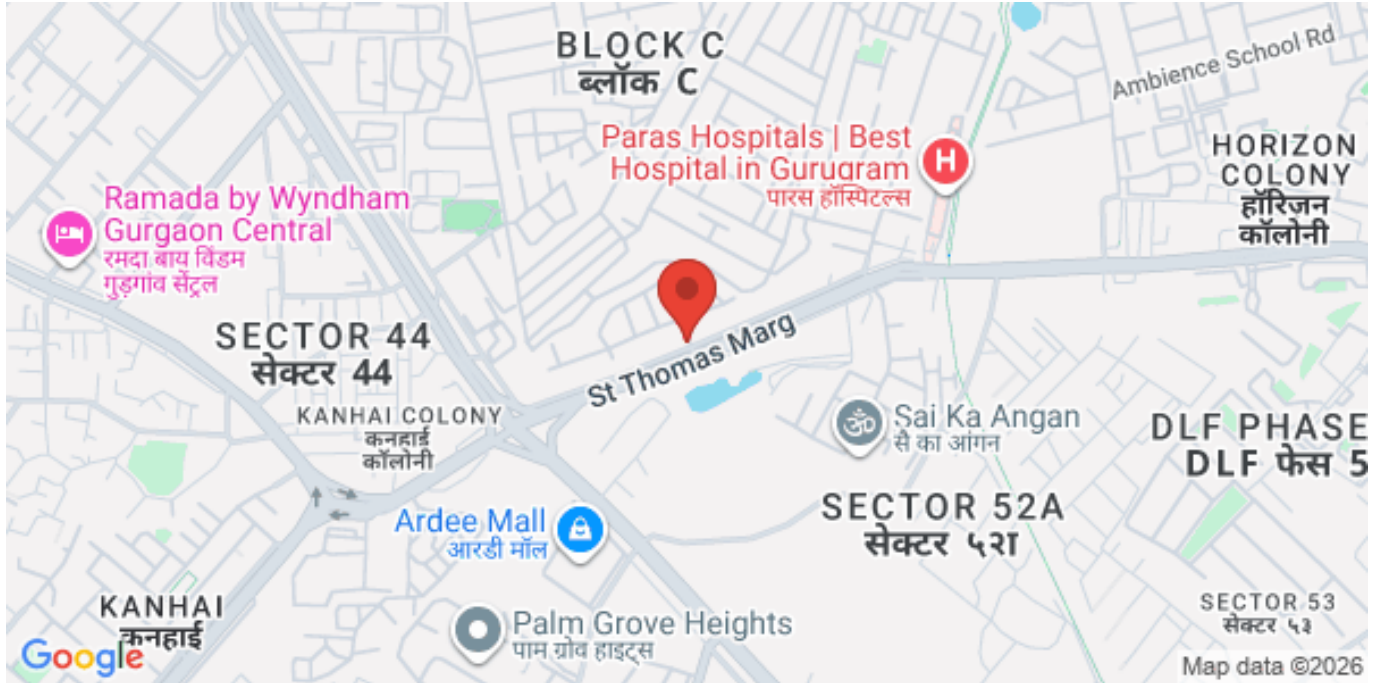 BLOCK C
ब्लॉक C
Ambience School Rd
Paras Hospitals | Best
Hospital in Gurugram
पारस हॉस्पिटल्स
H
HORIZON
COLONY
हॉरिज़न
कॉलोनी
Ramada by Wyndham
Gurgaon Central
रमदा बाय विंडम
गुड़गांव सेंट्रल
SECTOR 44
सेक्टर 44
St Thomas Marg
KANHAI COLONY
कनहाई
कॉलोनी
Sai Ka Angan
सै का आंगन
DLF PHASE
DLF फेस 5
Ardee Mall
आरडी मॉल
SECTOR 52A
सेक्टर ५२ा
KANHAI
कनहाई
Palm Grove Heights
पाम ग्रोव हाइट्स
SECTOR 53
सेक्टर ५३
Google
Map data ©2026